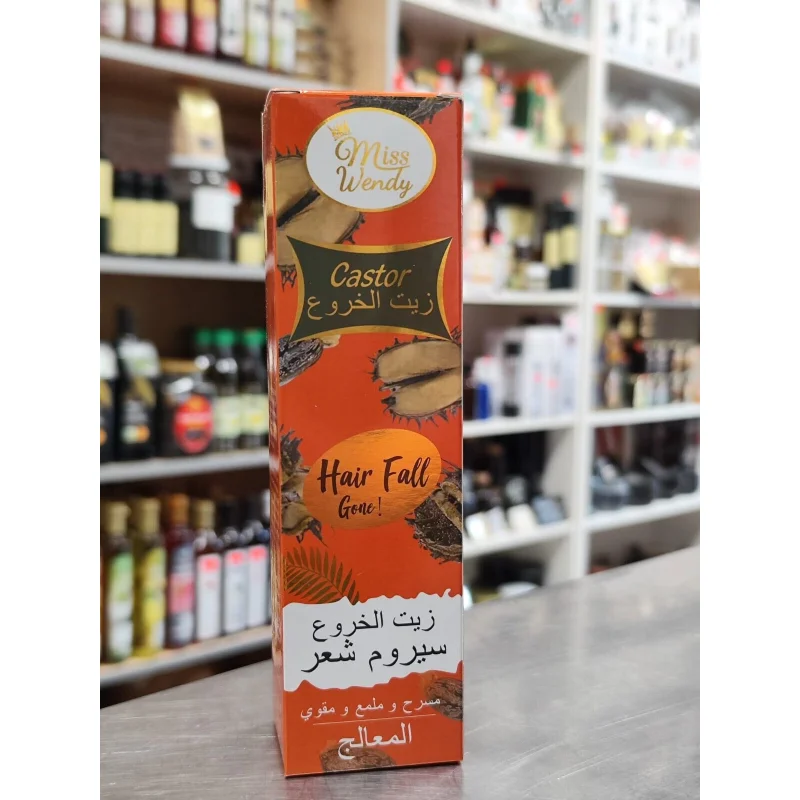 Miss
Wendy
Castor
زيت الخروع
Hair Fall
Gone!
زيت الخروع
سيروم شعر
مسرح و ملمع و مقوي
المعالج